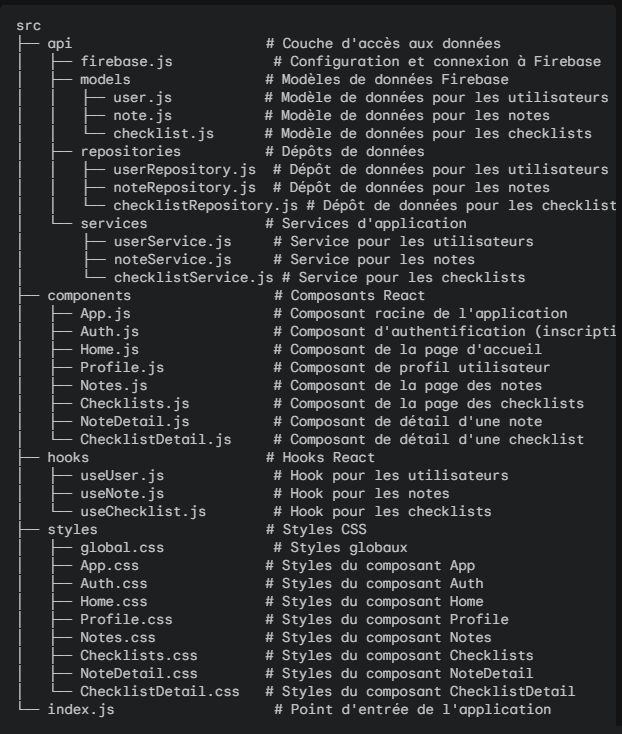 src
├── api                        # Couche d'accès aux données
│   ├── firebase.js            # Configuration et connexion à Firebase
│   ├── models                # Modèles de données Firebase
│   │   ├── user.js           # Modèle de données pour les utilisateurs
│   │   ├── note.js           # Modèle de données pour les notes
│   │   └── checklist.js      # Modèle de données pour les checklists
│   ├── repositories          # Dépôts de données
│   │   ├── userRepository.js  # Dépôt de données pour les utilisateurs
│   │   ├── noteRepository.js  # Dépôt de données pour les notes
│   │   └── checklistRepository.js # Dépôt de données pour les checklist
│   └── services              # Services d'application
│       ├── userService.js     # Service pour les utilisateurs
│       ├── noteService.js     # Service pour les notes
│       └── checklistService.js # Service pour les checklists
├── components                 # Composants React
│   ├── App.js                 # Composant racine de l'application
│   ├── Auth.js                # Composant d'authentification (inscripti
│   ├── Home.js                # Composant de la page d'accueil
│   ├── Profile.js             # Composant de profil utilisateur
│   ├── Notes.js               # Composant de la page des notes
│   ├── Checklists.js          # Composant de la page des checklists
│   ├── NoteDetail.js          # Composant de détail d'une note
│   └── ChecklistDetail.js     # Composant de détail d'une checklist
├── hooks                     # Hooks React
│   ├── useUser.js             # Hook pour les utilisateurs
│   ├── useNote.js             # Hook pour les notes
│   └── useChecklist.js        # Hook pour les checklists
├── styles                    # Styles CSS
│   ├── global.css             # Styles globaux
│   ├── App.css               # Styles du composant App
│   ├── Auth.css              # Styles du composant Auth
│   ├── Home.css              # Styles du composant Home
│   ├── Profile.css           # Styles du composant Profile
│   ├── Notes.css             # Styles du composant Notes
│   ├── Checklists.css        # Styles du composant Checklists
│   ├── NoteDetail.css        # Styles du composant NoteDetail
│   └── ChecklistDetail.css   # Styles du composant ChecklistDetail
└── index.js                   # Point d'entrée de l'application